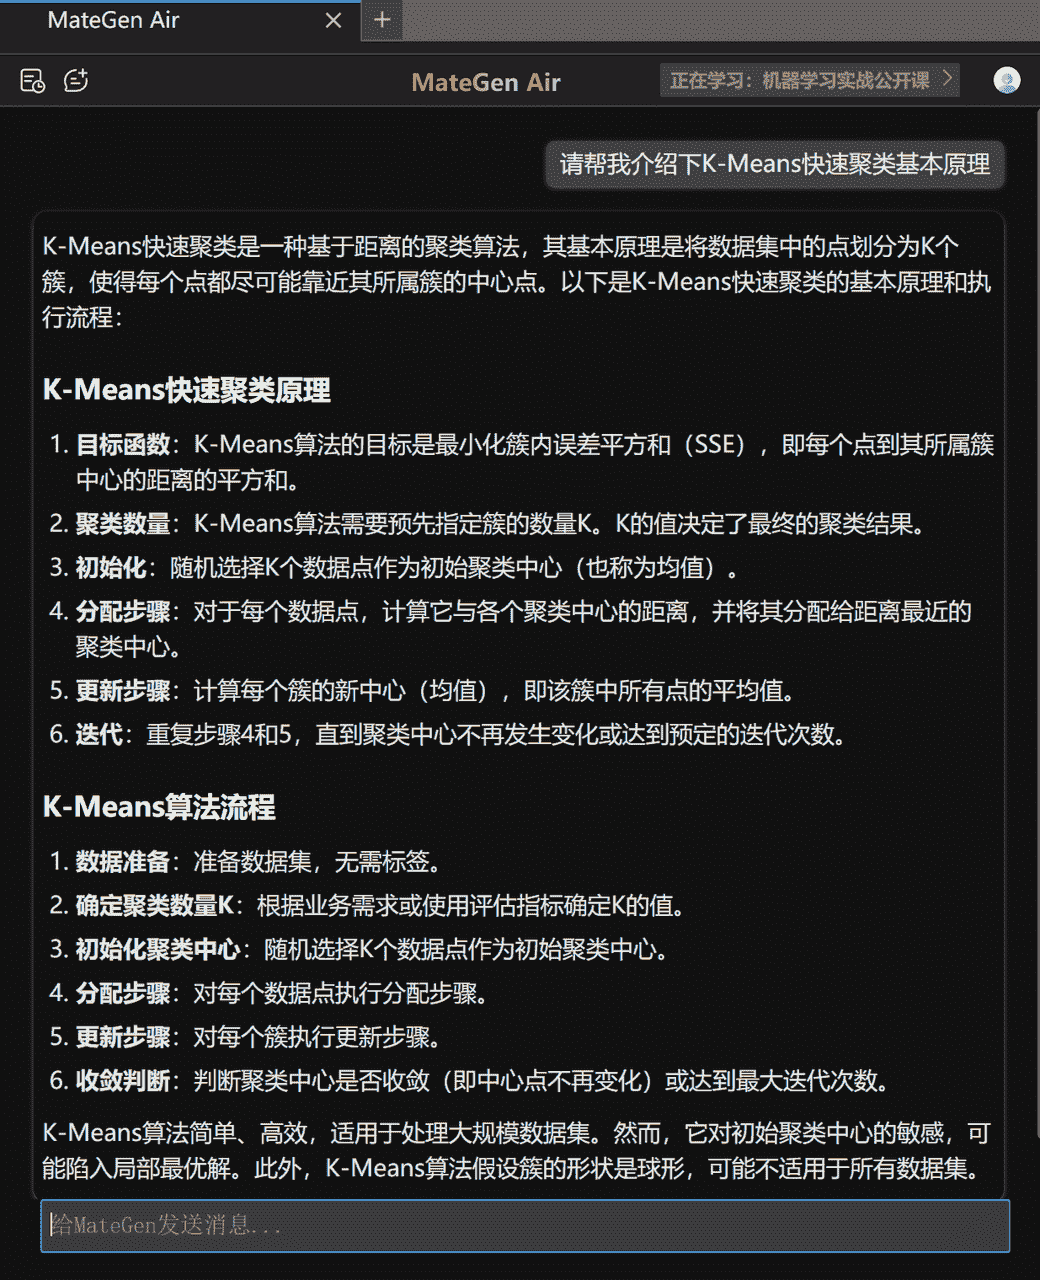 MateGen Air
MateGen Air
正在学习：机器学习实战公开课
请帮我介绍下K-Means快速聚类基本原理
K-Means快速聚类是一种基于距离的聚类算法，其基本原理是将数据集中的点划分为K个
簇，使得每个点都尽可能靠近其所属簇的中心点。以下是K-Means快速聚类的基本原理和执
行流程：
K-Means快速聚类原理
1. 目标函数：K-Means算法的目标是最小化簇内误差平方和（SSE），即每个点到其所属簇
中心的距离的平方和。
2. 聚类数量：K-Means算法需要预先指定簇的数量K。K的值决定了最终的聚类结果。
3. 初始化：随机选择K个数据点作为初始聚类中心（也称为均值）。
4. 分配步骤：对于每个数据点，计算它与各个聚类中心的距离，并将其分配给距离最近的
聚类中心。
5. 更新步骤：计算每个簇的新中心（均值），即该簇中所有点的平均值。
6. 迭代：重复步骤4和5，直到聚类中心不再发生变化或达到预定的迭代次数。
K-Means算法流程
1. 数据准备：准备数据集，无需标签。
2. 确定聚类数量K：根据业务需求或使用评估指标确定K的值。
3. 初始化聚类中心：随机选择K个数据点作为初始聚类中心。
4. 分配步骤：对每个数据点执行分配步骤。
5. 更新步骤：对每个簇执行更新步骤。
6. 收敛判断：判断聚类中心是否收敛（即中心点不再变化）或达到最大迭代次数。
K-Means算法简单、高效，适用于处理大规模数据集。然而，它对初始聚类中心的敏感，可
能陷入局部最优解。此外，K-Means算法假设簇的形状是球形，可能不适用于所有数据集。
给MateGen发送消息...